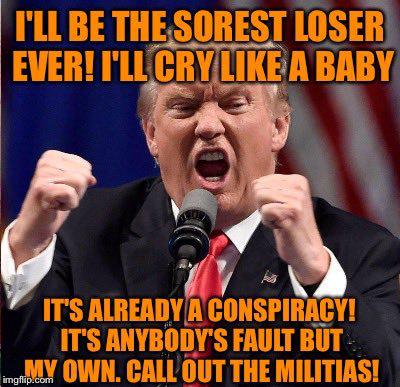 I'LL BE THE SOREST LOSER
EVER! I'LL CRY LIKE A BABY
IT'S ALREADY A CONSPIRACY!
IT'S ANYBODY'S FAULT BUT
MY OWN. CALL OUT THE MILITIAS!
imgflip.com